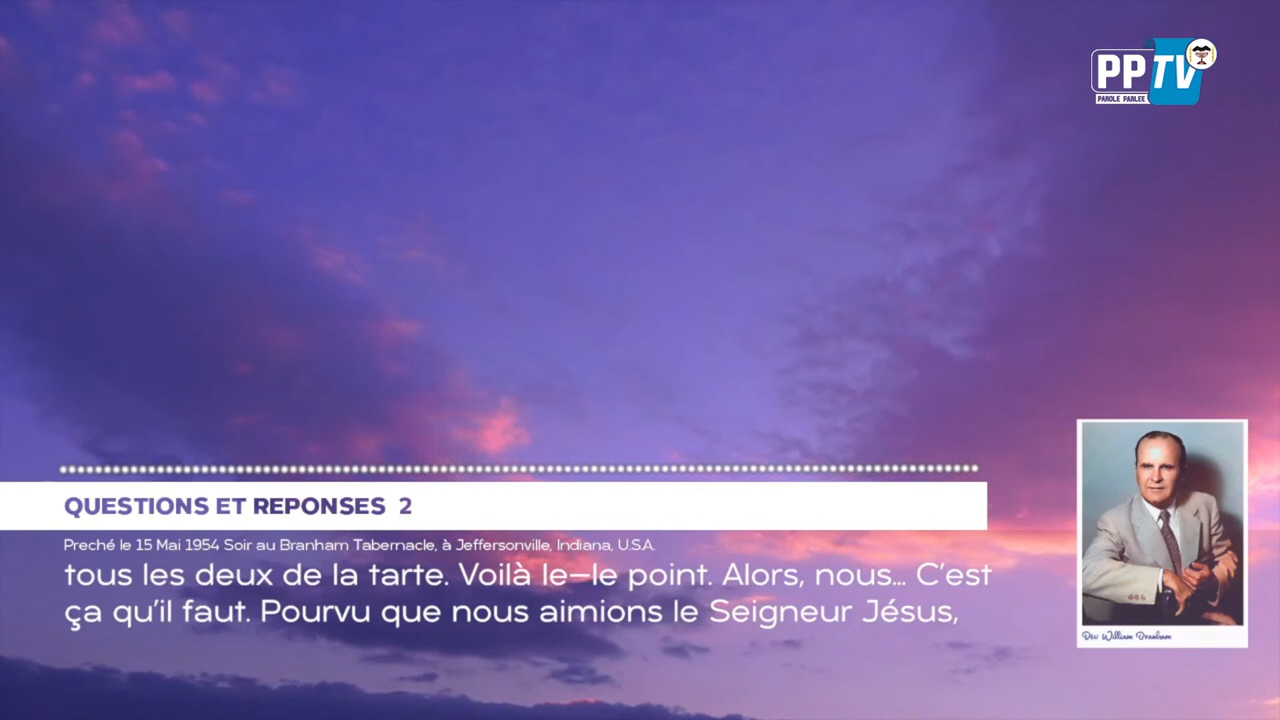 PPTV
PAROLE PARLEE
QUESTIONS ET REPONSES 2
Preché le 15 Mai 1954 Soir au Branham Tabernacle, à Jeffersonville, Indiana, U.S.A.
tous les deux de la tarte. Voilà le—le point. Alors, nous... C'est
ça qu'il faut. Pourvu que nous aimions le Seigneur Jésus,
Rev William Branham